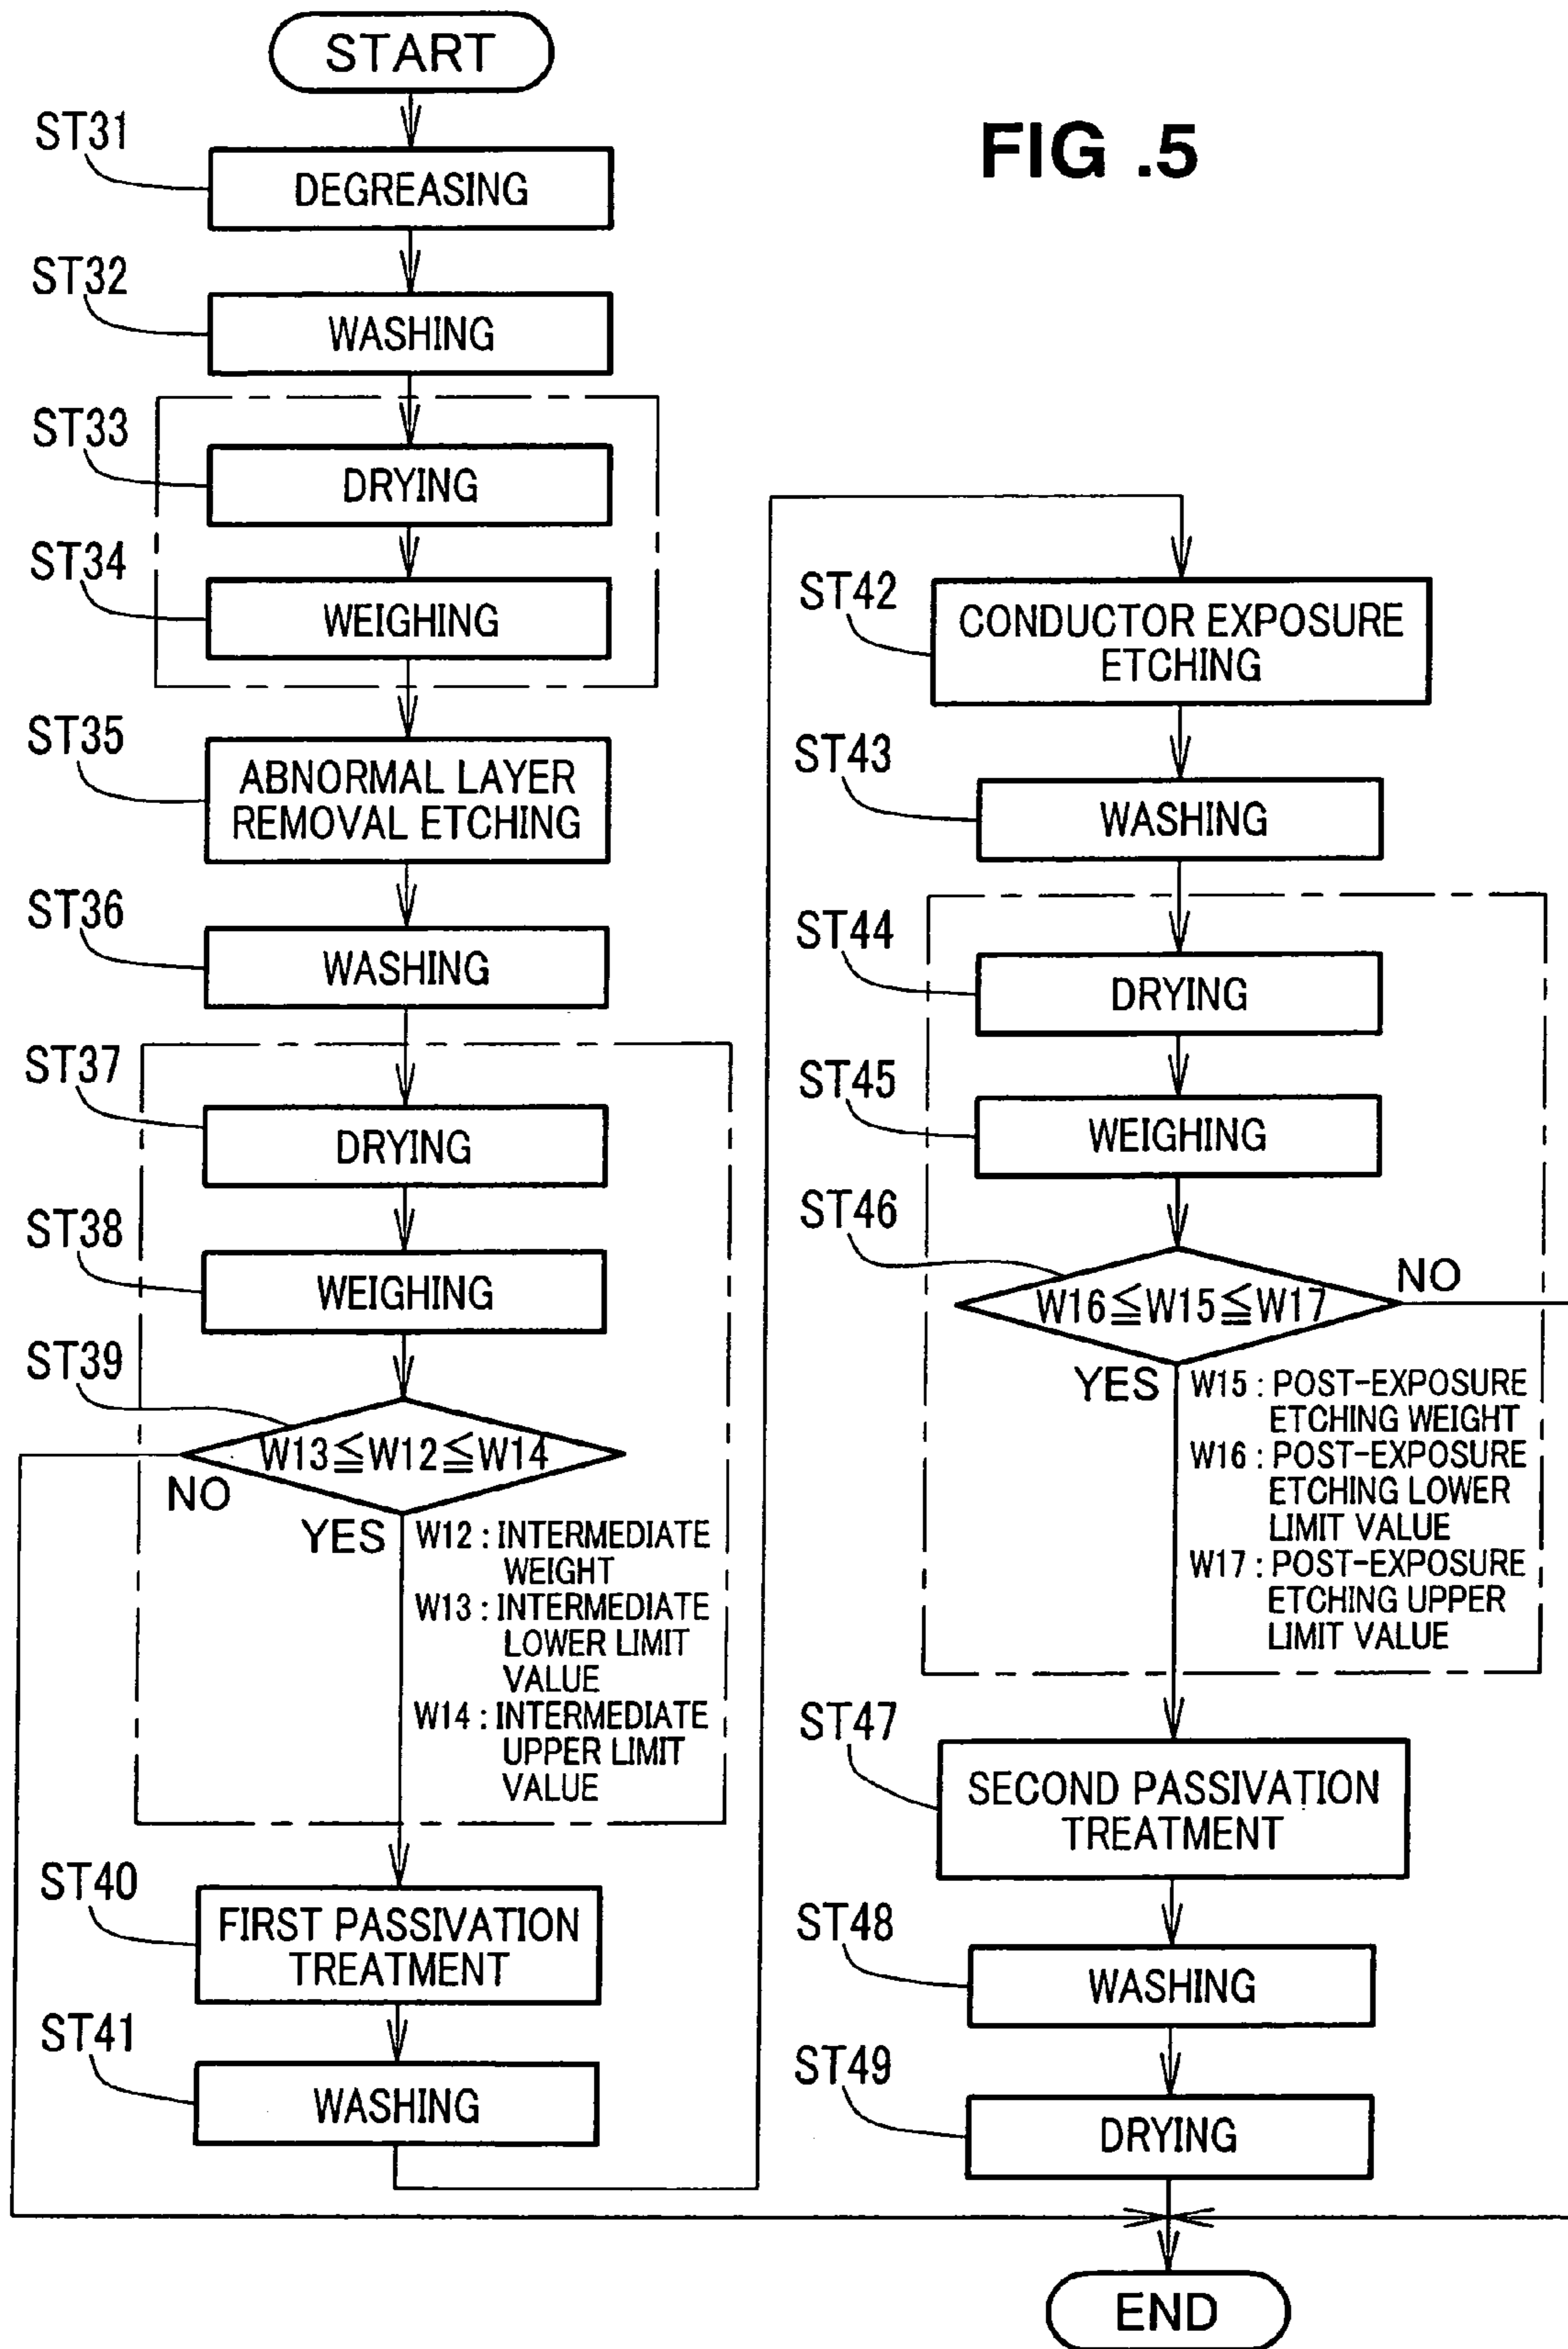 START
FIG .5
ST31
DEGREASING
ST32
WASHING
ST33
DRYING
ST34
WEIGHING
ST35
ABNORMAL LAYER
REMOVAL ETCHING
ST36
WASHING
ST37
DRYING
ST38
WEIGHING
ST39
W13≦W12≦W14
NO
YES
W12 : INTERMEDIATE
WEIGHT
W13 : INTERMEDIATE
LOWER LIMIT
VALUE
W14 : INTERMEDIATE
UPPER LIMIT
VALUE
ST40
FIRST PASSIVATION
TREATMENT
ST41
WASHING
ST42
CONDUCTOR EXPOSURE
ETCHING
ST43
WASHING
ST44
DRYING
ST45
WEIGHING
ST46
W16≦W15≦W17
NO
YES
W15 : POST-EXPOSURE
ETCHING WEIGHT
W16 : POST-EXPOSURE
ETCHING LOWER
LIMIT VALUE
W17 : POST-EXPOSURE
ETCHING UPPER
LIMIT VALUE
ST47
SECOND PASSIVATION
TREATMENT
ST48
WASHING
ST49
DRYING
END